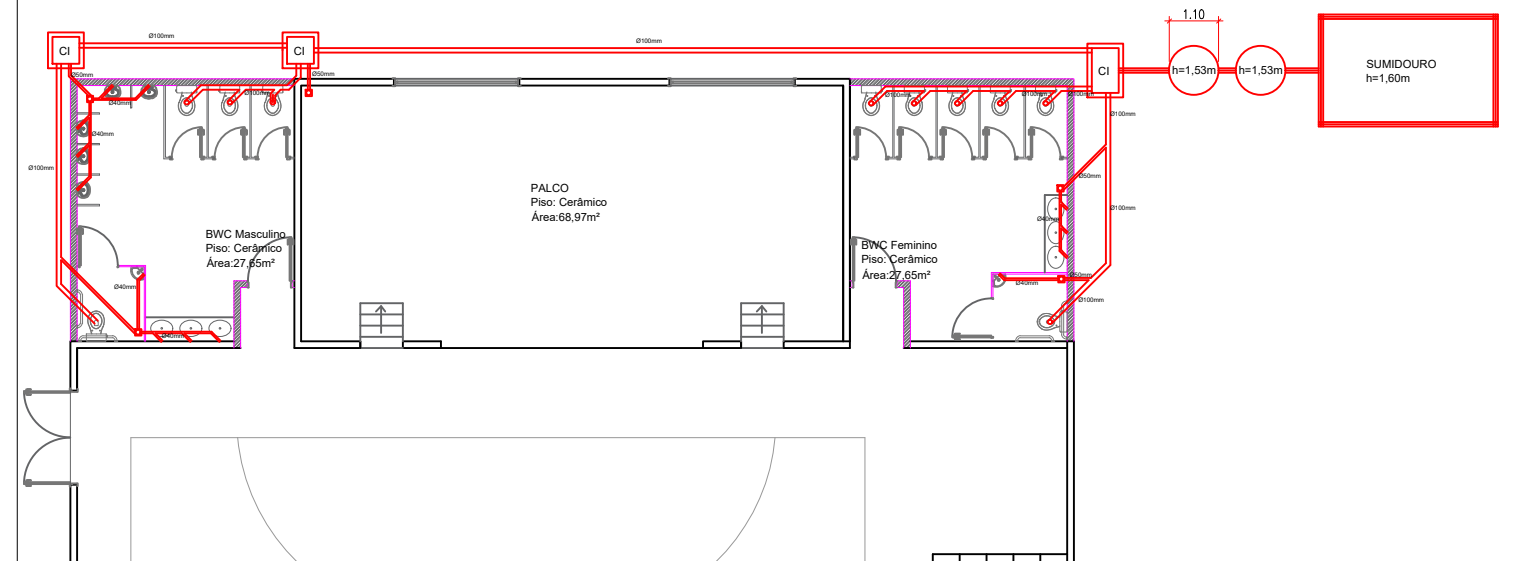 1.10
Ø100mm
Ø100mm
CI
CI
CI
h=1,53m
h=1,53m
SUMIDOURO
h=1,60m
Ø50mm
Ø50mm
Ø100mm
Ø100mm
Ø100mm
Ø100mm
Ø40mm
Ø100mm
Ø40mm
Ø100mm
Ø50mm
PALCO
Piso: Cerâmico
Área:68,97m²
Ø100mm
Ø40mm
BWC Masculino
Piso: Cerâmico
Área:27,65m²
BWC Feminino
Piso: Cerâmico
Área:27,65m²
Ø50mm
Ø40mm
Ø40mm
Ø100mm
Ø40mm